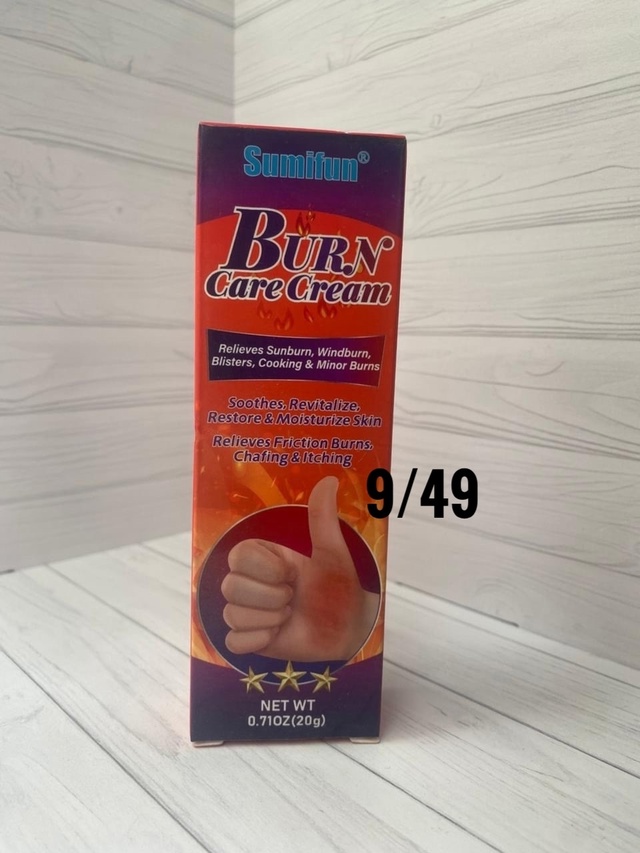 Sumifun®
BURN
Care Cream
Relieves Sunburn, Windburn,
Blisters, Cooking & Minor Burns
Soothes, Revitalize,
Restore & Moisturize Skin
Relieves Friction Burns,
Chafing & Itching
9/49
NET WT
0.71OZ(20g)